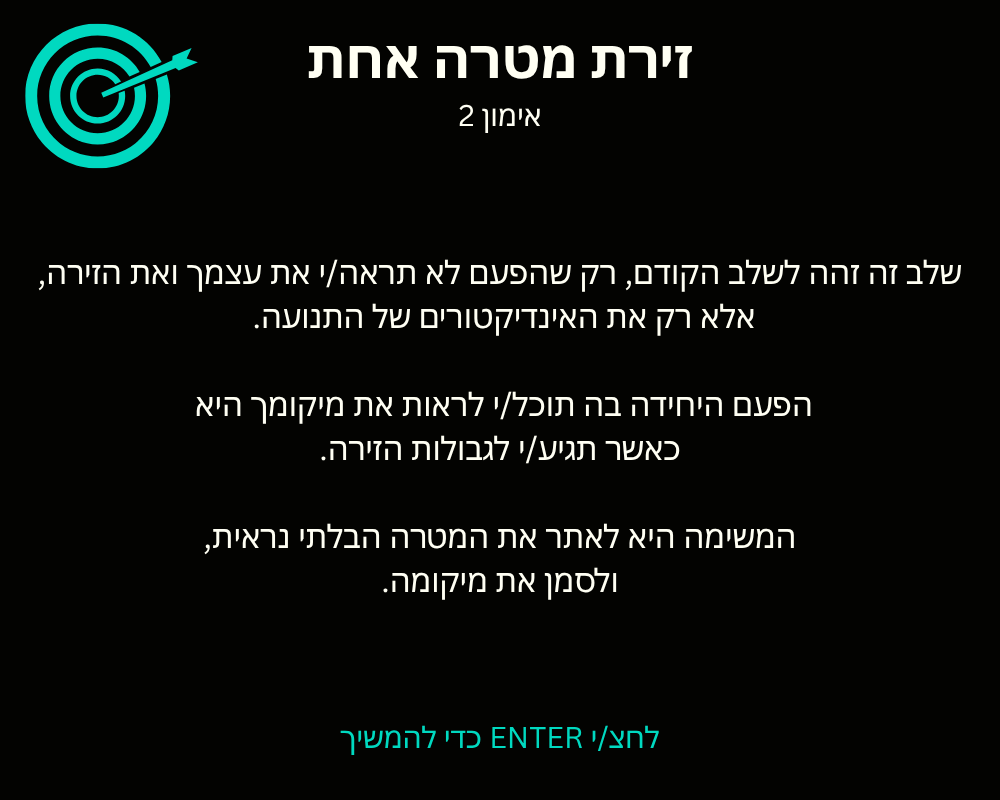 זירת מטרה אחת
אימון 2
שלב זה זהה לשלב הקודם, רק שהפעם לא תראה/י את עצמך ואת הזירה,
אלא רק את האינדיקטורים של התנועה.
הפעם היחידה בה תוכל/י לראות את מיקומך היא
כאשר תגיע/י לגבולות הזירה.
המשימה היא לאתר את המטרה הבלתי נראית,
ולסמן את מיקומה.
לחצ/י ENTER כדי להמשיך